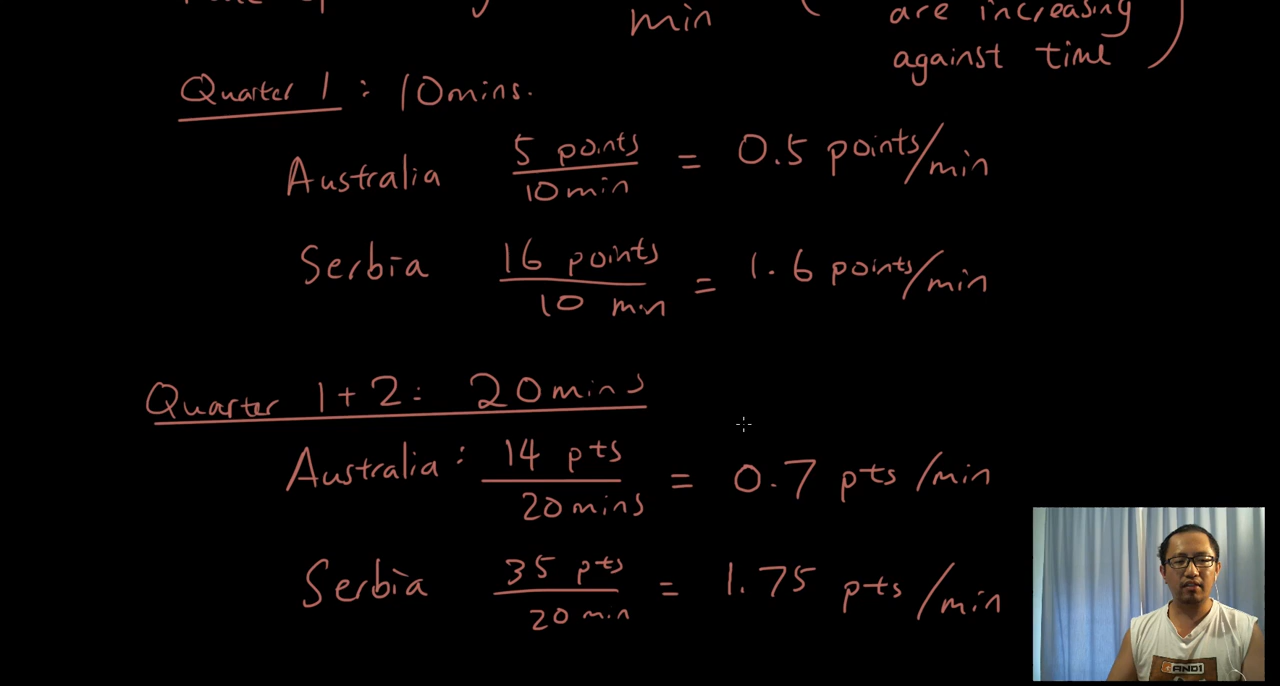 min
are increasing
against time )
Quarter 1 : 10mins.
Australia 5 points / 10 min = 0.5 points/min
Serbia 16 points / 10 min = 1.6 points/min
Quarter 1+2: 20mins
Australia: 14 pts / 20mins = 0.7 pts /min
Serbia 35 pts / 20 min = 1.75 pts /min
AND1